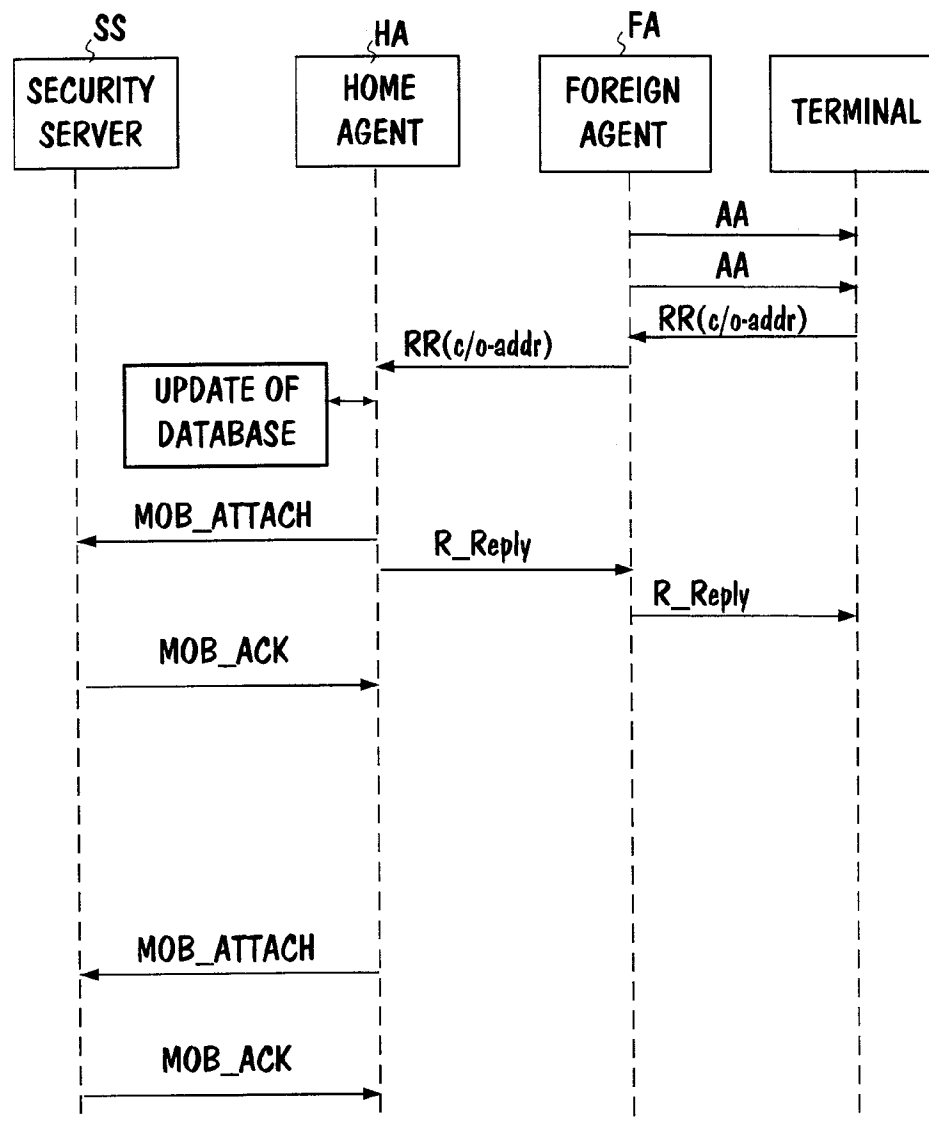 SS
HA
FA
SECURITY
SERVER
HOME
AGENT
FOREIGN
AGENT
TERMINAL
AA
AA
RR(c/o-addr)
RR(c/o-addr)
UPDATE OF
DATABASE
MOB_ATTACH
R_Reply
R_Reply
MOB_ACK
MOB_ATTACH
MOB_ACK